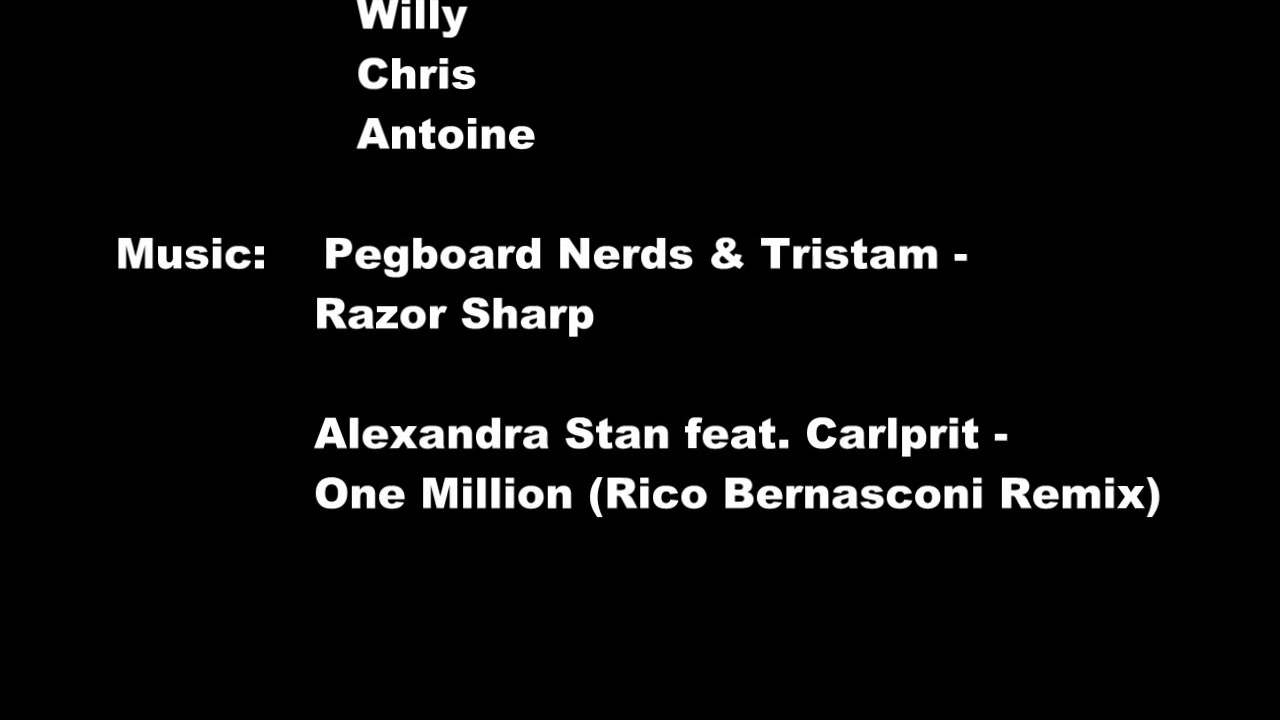 Willy
Chris
Antoine
Music: Pegboard Nerds & Tristam -
Razor Sharp
Alexandra Stan feat. Carlprit -
One Million (Rico Bernasconi Remix)